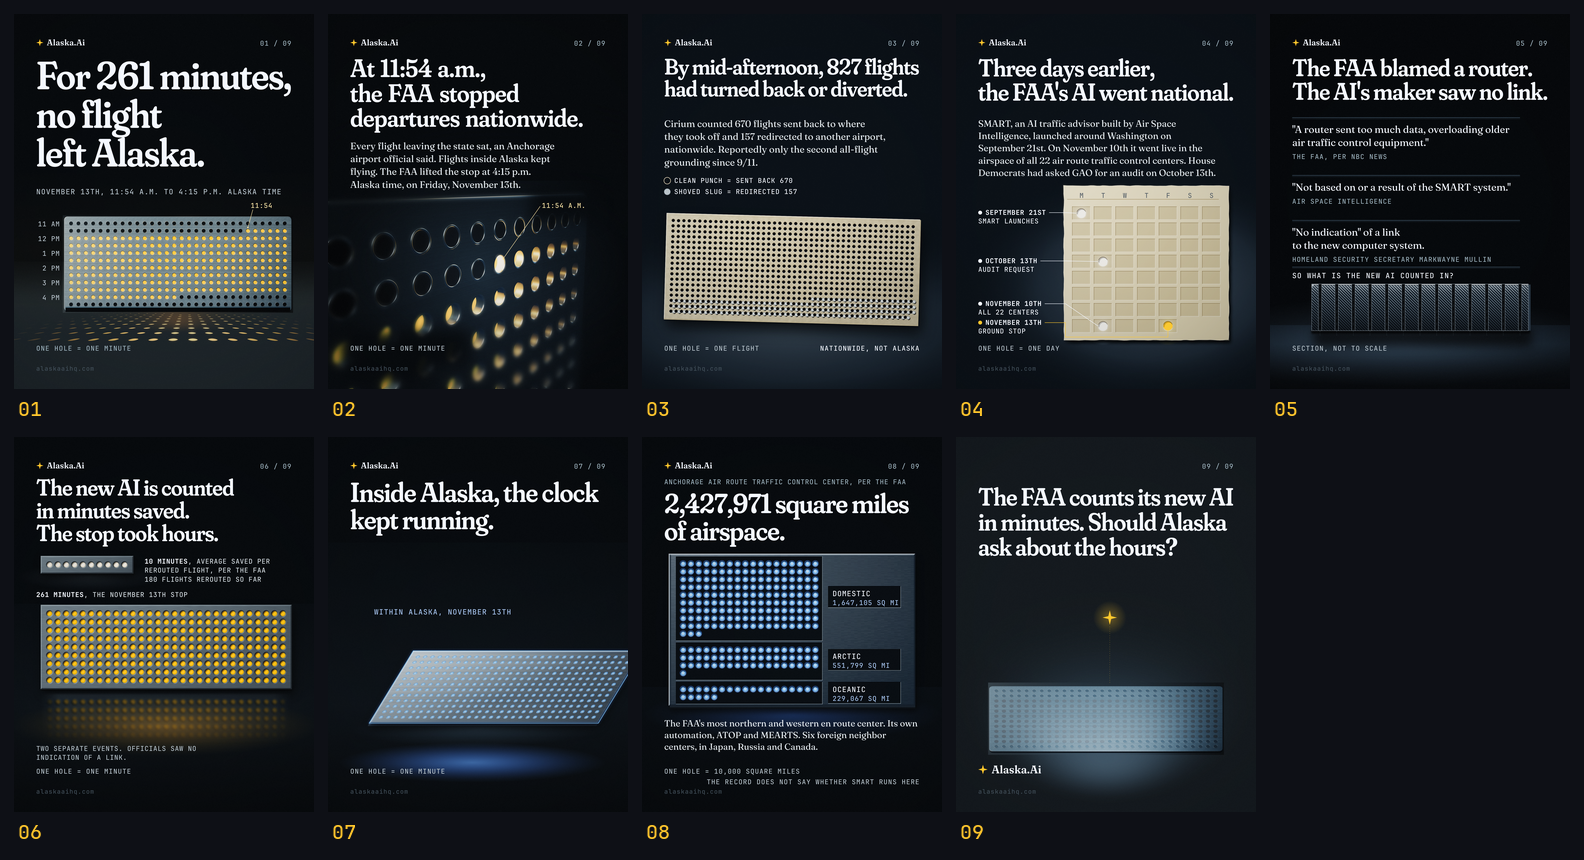 Alaska.Ai
01 / 09
For 261 minutes,
no flight
left Alaska.
NOVEMBER 13TH, 11:54 A.M. TO 4:15 P.M. ALASKA TIME
11:54
11 AM
12 PM
1 PM
2 PM
3 PM
4 PM
ONE HOLE = ONE MINUTE
alaskaaihq.com
01
Alaska.Ai
02 / 09
At 11:54 a.m.,
the FAA stopped
departures nationwide.
Every flight leaving the state sat, an Anchorage
airport official said. Flights inside Alaska kept
flying. The FAA lifted the stop at 4:15 p.m.
Alaska time, on Friday, November 13th.
11:54 A.M.
ONE HOLE = ONE MINUTE
alaskaaihq.com
02
Alaska.Ai
03 / 09
By mid-afternoon, 827 flights
had turned back or diverted.
Cirium counted 670 flights sent back to where
they took off and 157 redirected to another airport,
nationwide. Reportedly only the second all-flight
grounding since 9/11.
CLEAN PUNCH = SENT BACK 670
SHOVED SLUG = REDIRECTED 157
ONE HOLE = ONE FLIGHT
NATIONWIDE, NOT ALASKA
alaskaaihq.com
03
Alaska.Ai
04 / 09
Three days earlier,
the FAA's AI went national.
SMART, an AI traffic advisor built by Air Space
Intelligence, launched around Washington on
September 21st. On November 10th it went live in the
airspace of all 22 air route traffic control centers. House
Democrats had asked GAO for an audit on October 13th.
M T W T F S S
SEPTEMBER 21ST
SMART LAUNCHES
OCTOBER 13TH
AUDIT REQUEST
NOVEMBER 10TH
ALL 22 CENTERS
NOVEMBER 13TH
GROUND STOP
ONE HOLE = ONE DAY
alaskaaihq.com
04
Alaska.Ai
05 / 09
The FAA blamed a router.
The AI's maker saw no link.
"A router sent too much data, overloading older
air traffic control equipment."
THE FAA, PER NBC NEWS
"Not based on or a result of the SMART system."
AIR SPACE INTELLIGENCE
"No indication" of a link
to the new computer system.
HOMELAND SECURITY SECRETARY MARKWAYNE MULLIN
SO WHAT IS THE NEW AI COUNTED IN?
SECTION, NOT TO SCALE
alaskaaihq.com
05
Alaska.Ai
06 / 09
The new AI is counted
in minutes saved.
The stop took hours.
10 MINUTES, AVERAGE SAVED PER
REROUTED FLIGHT, PER THE FAA
180 FLIGHTS REROUTED SO FAR
261 MINUTES, THE NOVEMBER 13TH STOP
TWO SEPARATE EVENTS. OFFICIALS SAW NO
INDICATION OF A LINK.
ONE HOLE = ONE MINUTE
alaskaaihq.com
06
Alaska.Ai
07 / 09
Inside Alaska, the clock
kept running.
WITHIN ALASKA, NOVEMBER 13TH
ONE HOLE = ONE MINUTE
alaskaaihq.com
07
Alaska.Ai
08 / 09
ANCHORAGE AIR ROUTE TRAFFIC CONTROL CENTER, PER THE FAA
2,427,971 square miles
of airspace.
DOMESTIC
1,647,105 SQ MI
ARCTIC
551,799 SQ MI
OCEANIC
229,067 SQ MI
The FAA's most northern and western en route center. Its own
automation, ATOP and MEARTS. Six foreign neighbor
centers, in Japan, Russia and Canada.
ONE HOLE = 10,000 SQUARE MILES
THE RECORD DOES NOT SAY WHETHER SMART RUNS HERE
alaskaaihq.com
08
09 / 09
The FAA counts its new AI
in minutes. Should Alaska
ask about the hours?
Alaska.Ai
alaskaaihq.com
09